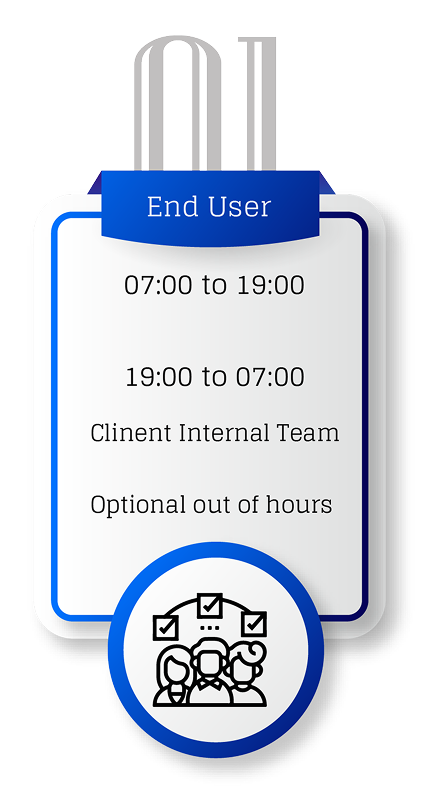 01
End User
07:00 to 19:00
19:00 to 07:00
Clinent Internal Team
Optional out of hours